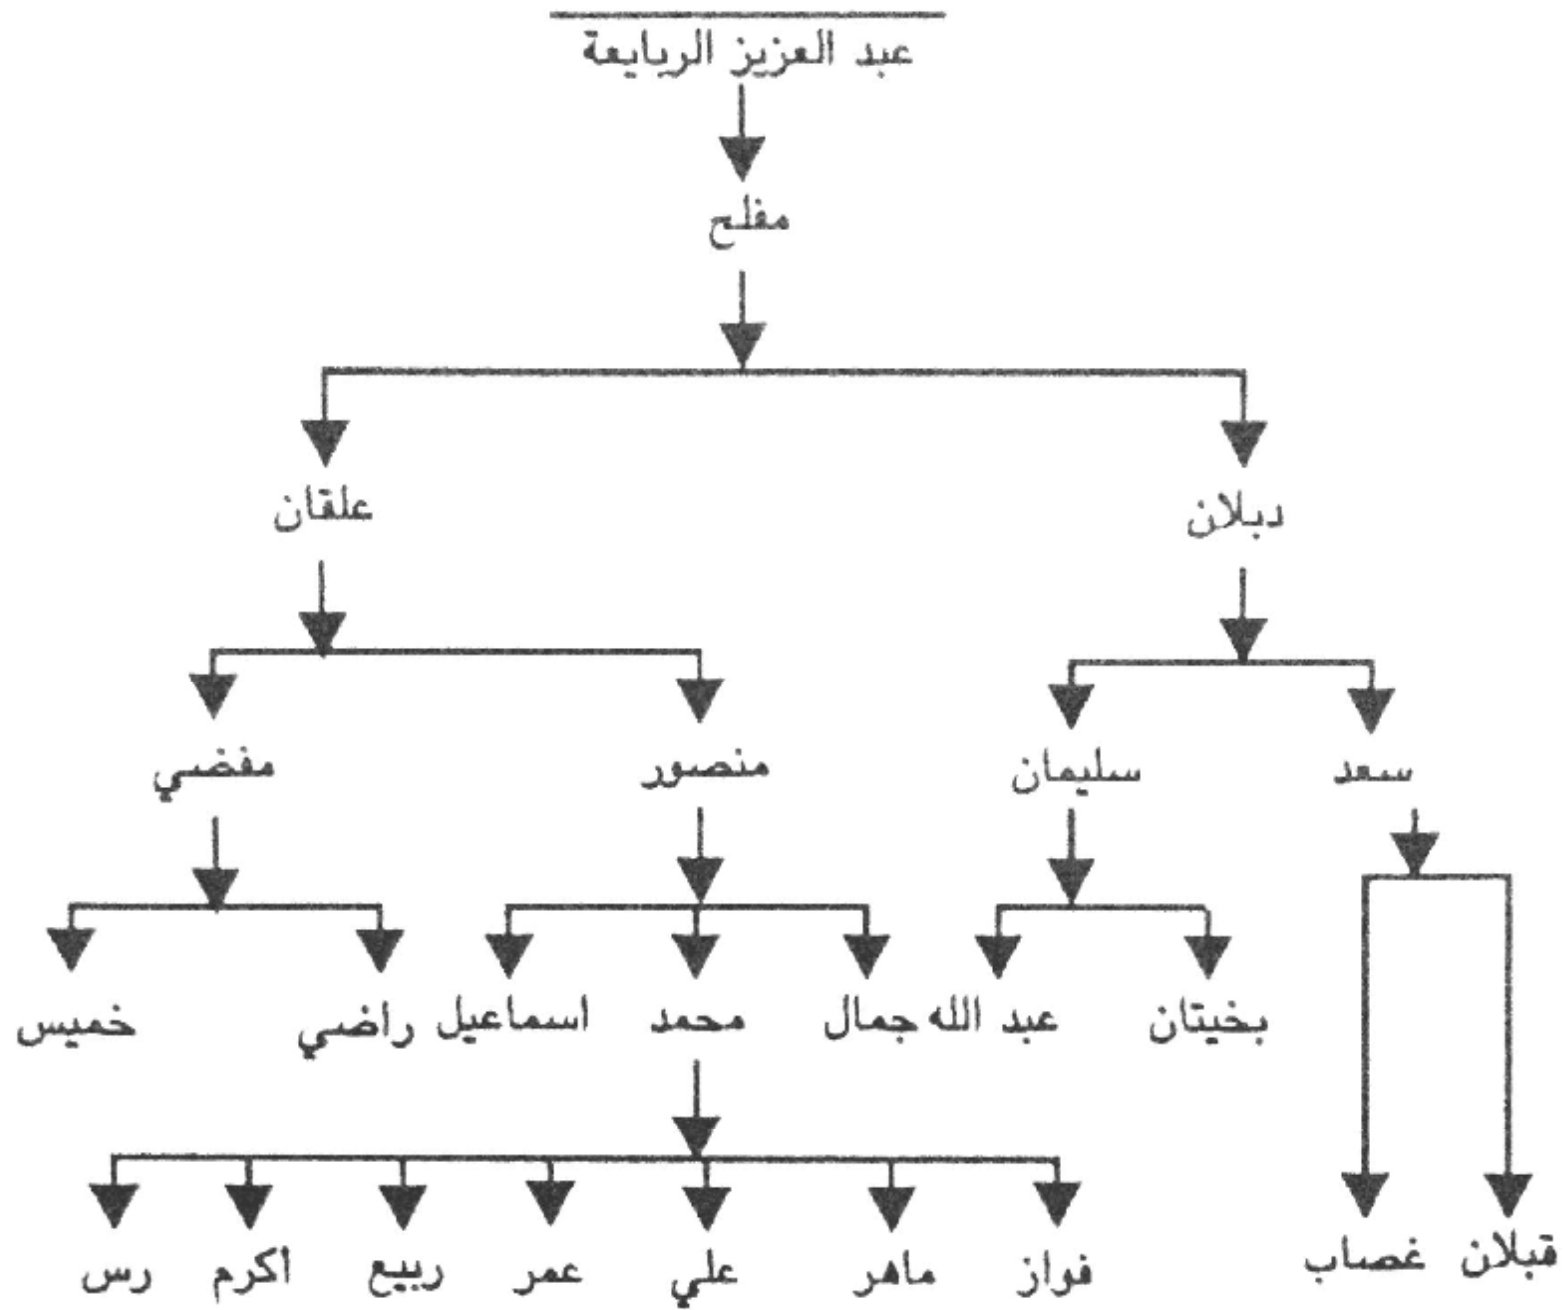 عبد العزيز الربايعة
مفلح
دبلان علقان
سعد سليمان منصور مفضي
بخيتان عبد الله جمال محمد اسماعيل راضي خميس
قبلان غصاب
فواز ماهر علي عمر ربيع أكرم رس